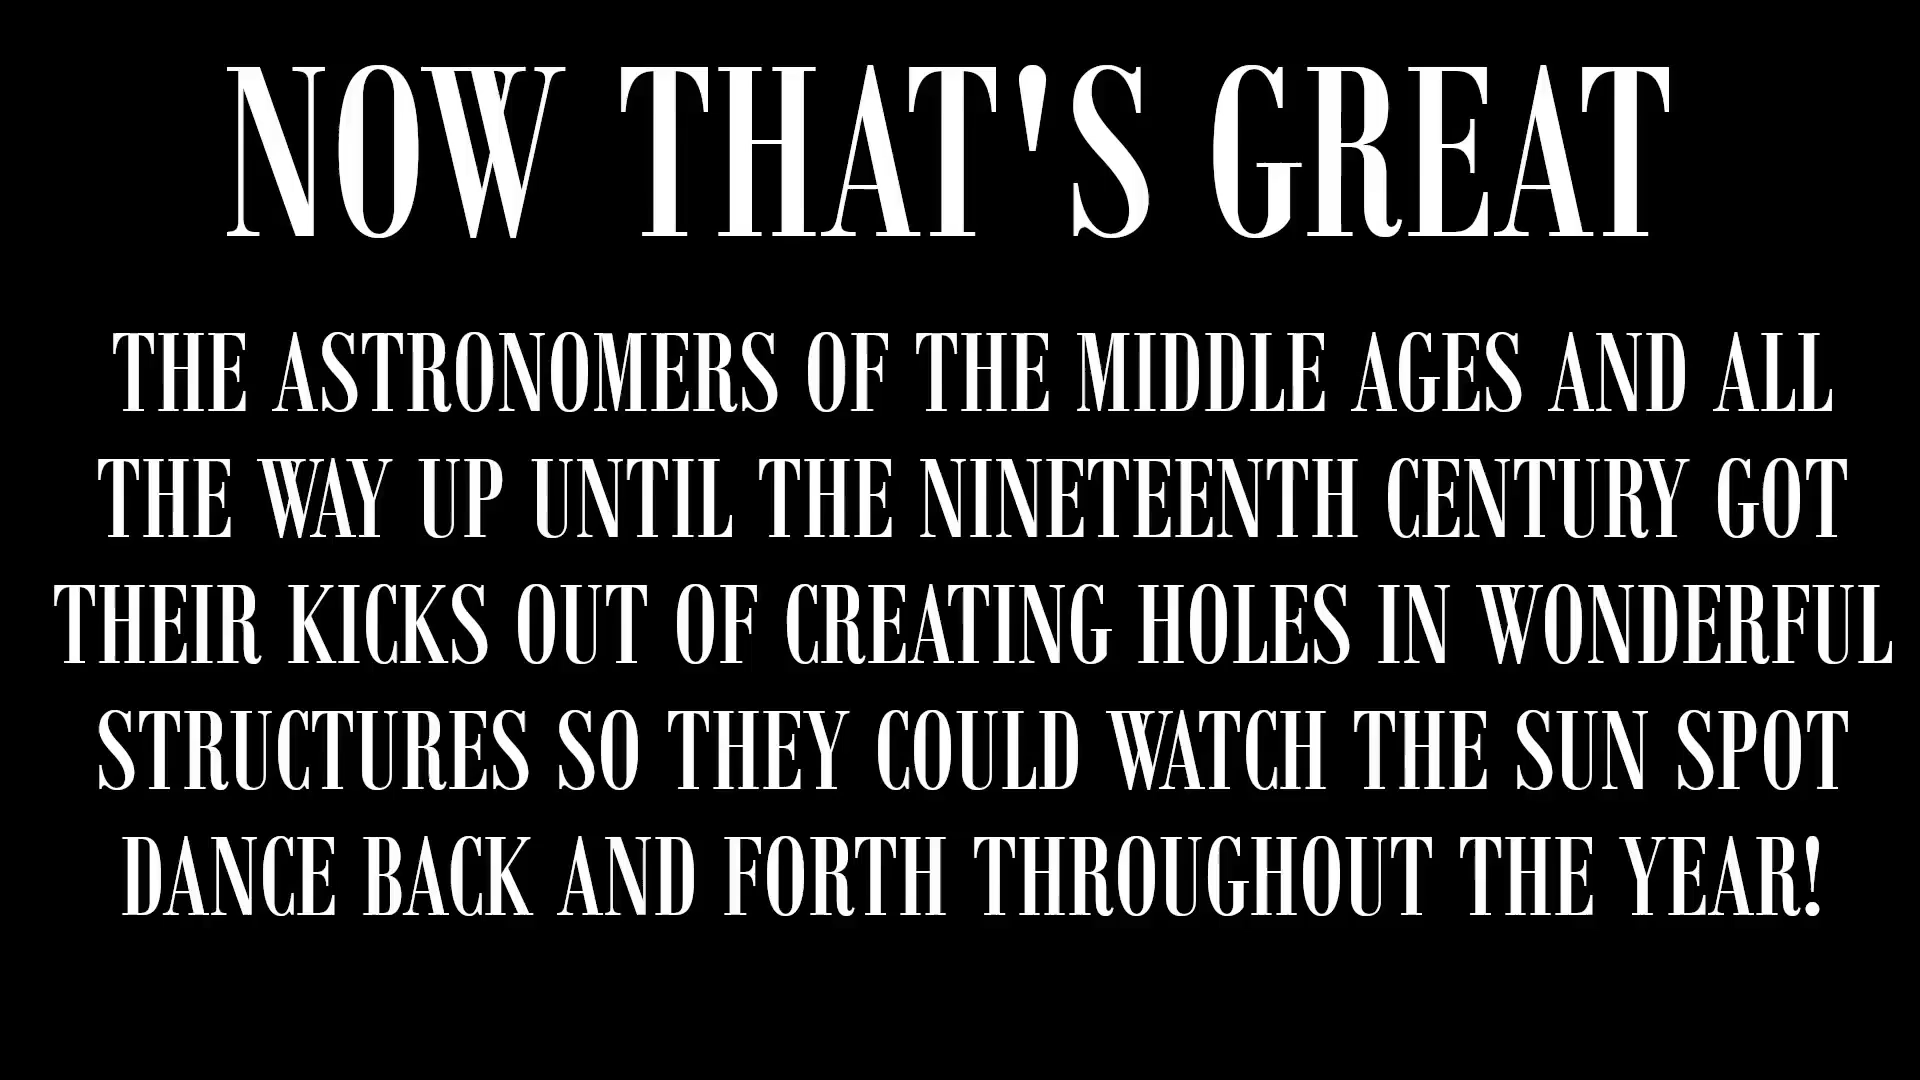 NOW THAT'S GREAT
THE ASTRONOMERS OF THE MIDDLE AGES AND ALL
THE WAY UP UNTIL THE NINETEENTH CENTURY GOT
THEIR KICKS OUT OF CREATING HOLES IN WONDERFUL
STRUCTURES SO THEY COULD WATCH THE SUN SPOT
DANCE BACK AND FORTH THROUGHOUT THE YEAR!